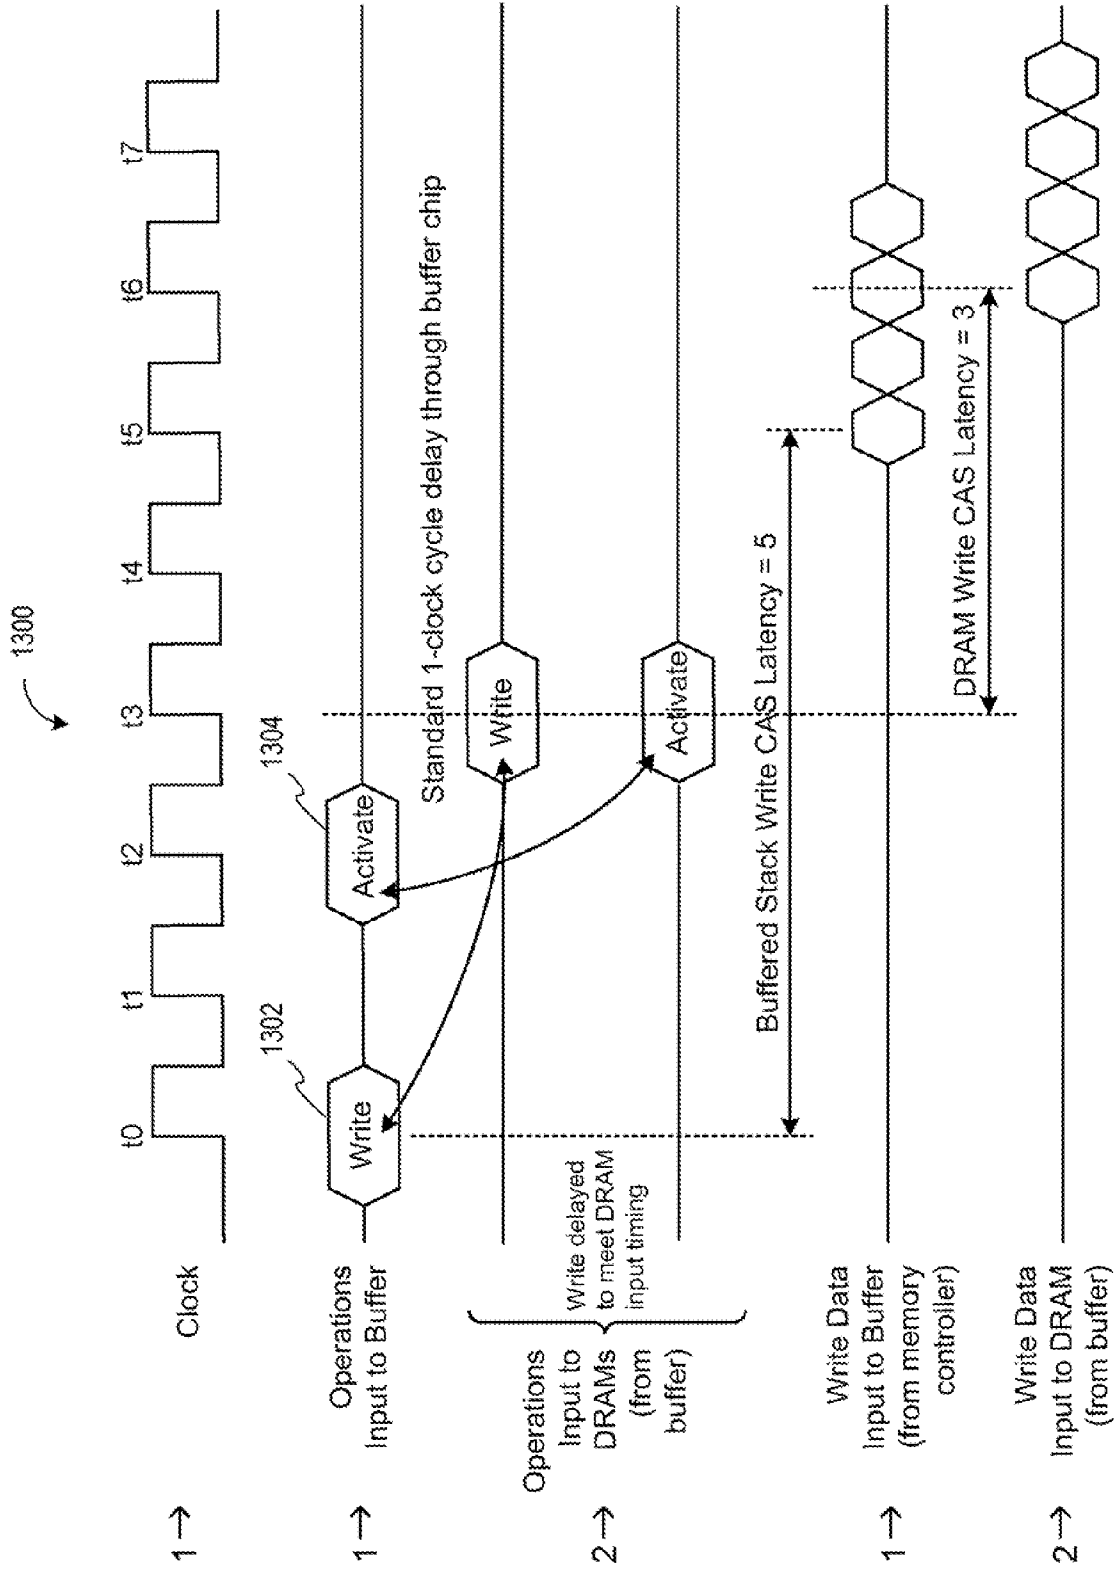 1300
t0 t1 t2 t3 t4 t5 t6 t7
1→ Clock
1302
1304
1→ Operations
Input to Buffer
Write
Activate
Standard 1-clock cycle delay through buffer chip
2→ Operations
Input to
DRAMs
(from
buffer)
Write delayed
to meet DRAM
input timing
Write
Activate
Buffered Stack Write CAS Latency = 5
1→ Write Data
Input to Buffer
(from memory
controller)
DRAM Write CAS Latency = 3
2→ Write Data
Input to DRAM
(from buffer)